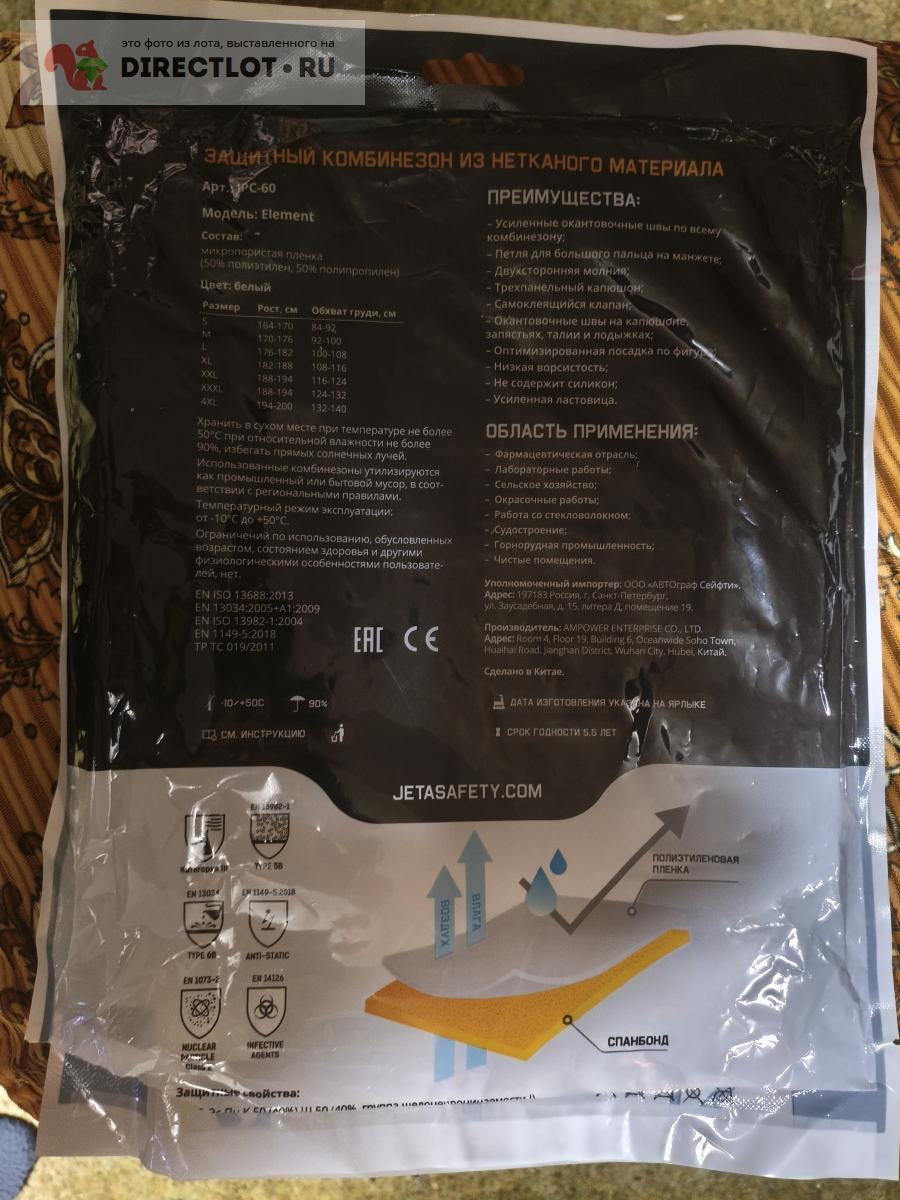 это фото из лота, выставленного на
DIRECTLOT.RU
ЗАЩИТНЫЙ КОМБИНЕЗОН ИЗ НЕТКАНОГО МАТЕРИАЛА
Арт.: JPC-60
Модель: Element
Состав:
микропористая пленка
(50% полиэтилен, 50% полипропилен)
Цвет: белый
Размер Рост, см Обхват груди, см
S 164-170 84-92
M 170-176 92-100
L 176-182 100-108
XL 182-188 108-116
XXL 188-194 116-124
XXXL 188-194 124-132
4XL 194-200 132-140
Хранить в сухом месте при температуре не более
50°С при относительной влажности не более
90%, избегать прямых солнечных лучей.
Использованные комбинезоны утилизируются
как промышленный или бытовой мусор, в соот-
ветствии с региональными правилами.
Температурный режим эксплуатации:
от -10°С до +50°С.
Ограничений по использованию, обусловленных
возрастом, состоянием здоровья и другими
физиологическими особенностями пользовате-
лей, нет.
EN ISO 13688:2013
EN 13034:2005+A1:2009
EN ISO 13982-1:2004
EN 1149-5:2018
ТР ТС 019/2011
EAC CE
-10/+50С 90%
СМ. ИНСТРУКЦИЮ
ПРЕИМУЩЕСТВА:
– Усиленные окантовочные швы по всему
комбинезону;
– Петля для большого пальца на манжете;
– Двухсторонняя молния;
– Трехпанельный капюшон;
– Самоклеящийся клапан;
– Окантовочные швы на капюшоне,
запястьях, талии и лодыжках;
– Оптимизированная посадка по фигуре;
– Низкая ворсистость;
– Не содержит силикон;
– Усиленная ластовица.
ОБЛАСТЬ ПРИМЕНЕНИЯ:
– Фармацевтическая отрасль;
– Лабораторные работы;
– Сельское хозяйство;
– Окрасочные работы;
– Работа со стекловолокном;
– Судостроение;
– Горнорудная промышленность;
– Чистые помещения.
Уполномоченный импортер: ООО «АВТОграф Сейфти».
Адрес: 197183 Россия, г. Санкт-Петербург,
ул. Заусадебная, д. 15, литера Д, помещение 19.
Производитель: AMPOWER ENTERPRISE CO., LTD.
Адрес: Room 4, Floor 19, Building 6, Oceanwide Soho Town,
Huaihai Road, Jianghan District, Wuhan City, Hubei, Китай.
Сделано в Китае.
ДАТА ИЗГОТОВЛЕНИЯ УКАЗАНА НА ЯРЛЫКЕ
СРОК ГОДНОСТИ 5.5 ЛЕТ
JETASAFETY.COM
EN 13982-1
Категория III TYPE 5B
EN 13034 EN 1149-5:2018
TYPE 6B ANTI-STATIC
EN 1073-2 EN 14126
NUCLEAR
PARTICLE
Class 2
INFECTIVE
AGENTS
ВОЗДУХ
ВЛАГА
ПОЛИЭТИЛЕНОВАЯ
ПЛЕНКА
СПАНБОНД
Защитные свойства: